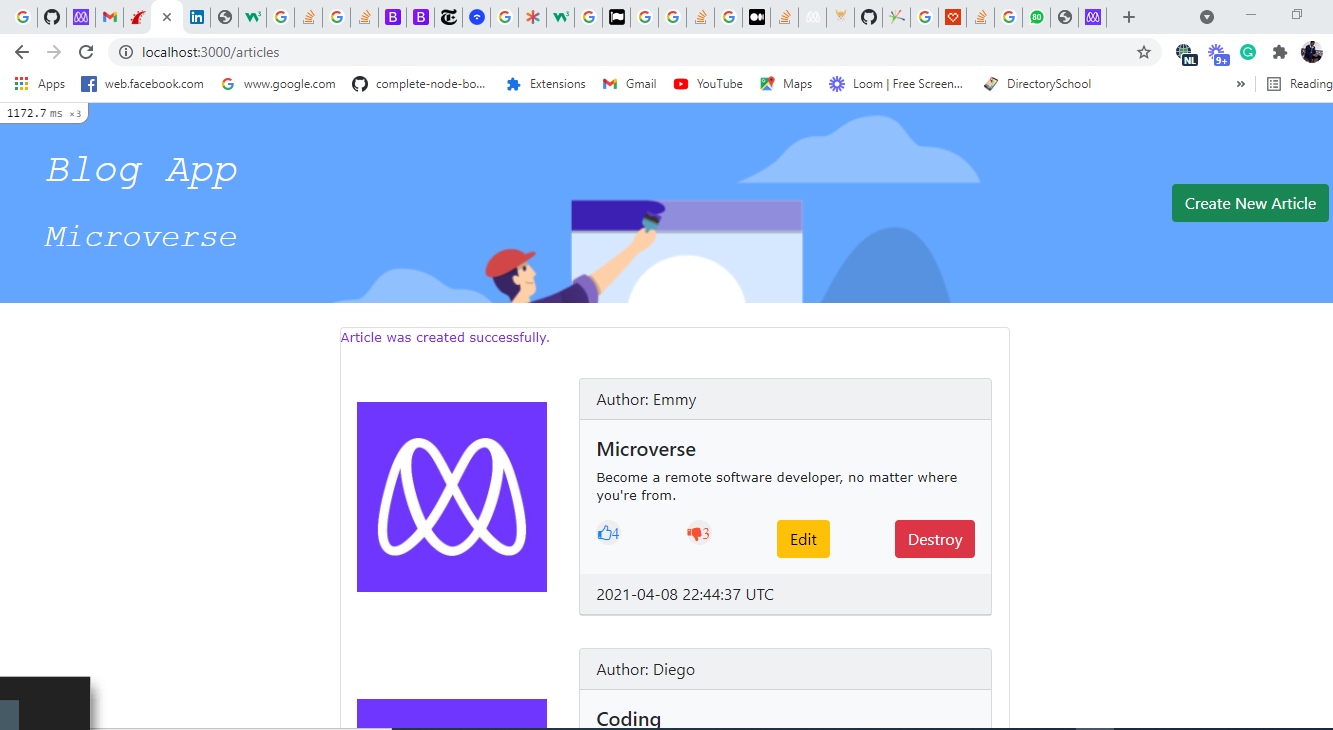 localhost:3000/articles
NL
9+
Apps
web.facebook.com
www.google.com
complete-node-bo...
Extensions
Gmail
YouTube
Maps
Loom | Free Screen...
DirectorySchool
»
Reading
1172.7 ms ×3
Blog App
Microverse
Create New Article
Article was created successfully.
Author: Emmy
Microverse
Become a remote software developer, no matter where
you're from.
4
3
Edit
Destroy
2021-04-08 22:44:37 UTC
Author: Diego
Coding